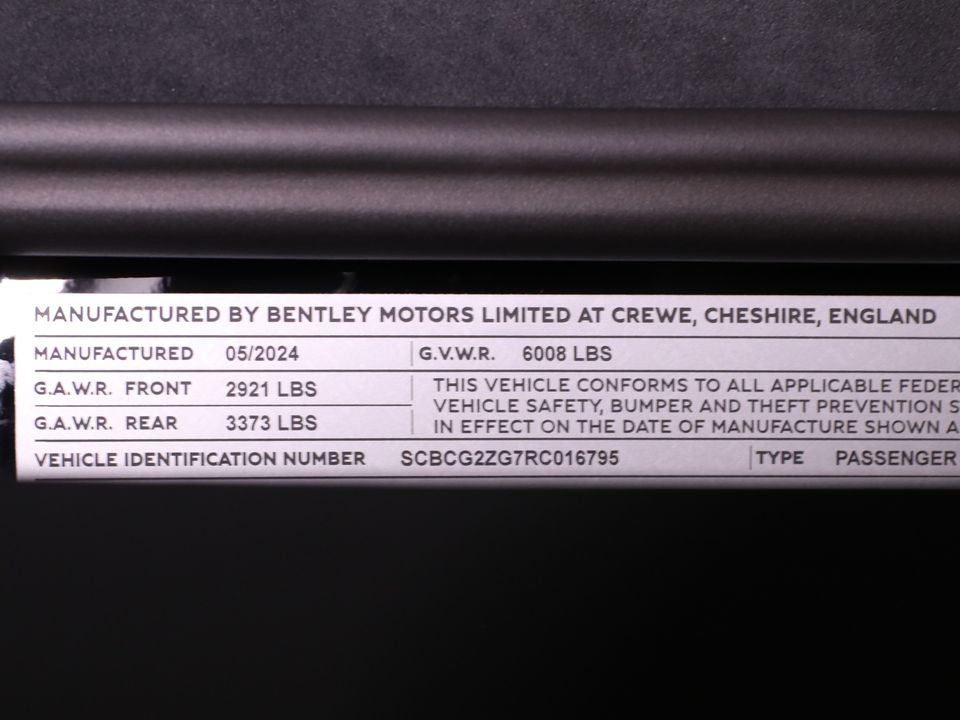 MANUFACTURED BY BENTLEY MOTORS LIMITED AT CREWE, CHESHIRE, ENGLAND
MANUFACTURED 05/2024 G.V.W.R. 6008 LBS
G.A.W.R. FRONT 2921 LBS
G.A.W.R. REAR 3373 LBS
THIS VEHICLE CONFORMS TO ALL APPLICABLE FEDER
VEHICLE SAFETY, BUMPER AND THEFT PREVENTION S
IN EFFECT ON THE DATE OF MANUFACTURE SHOWN A
VEHICLE IDENTIFICATION NUMBER SCBCG2ZG7RC016795 TYPE PASSENGER